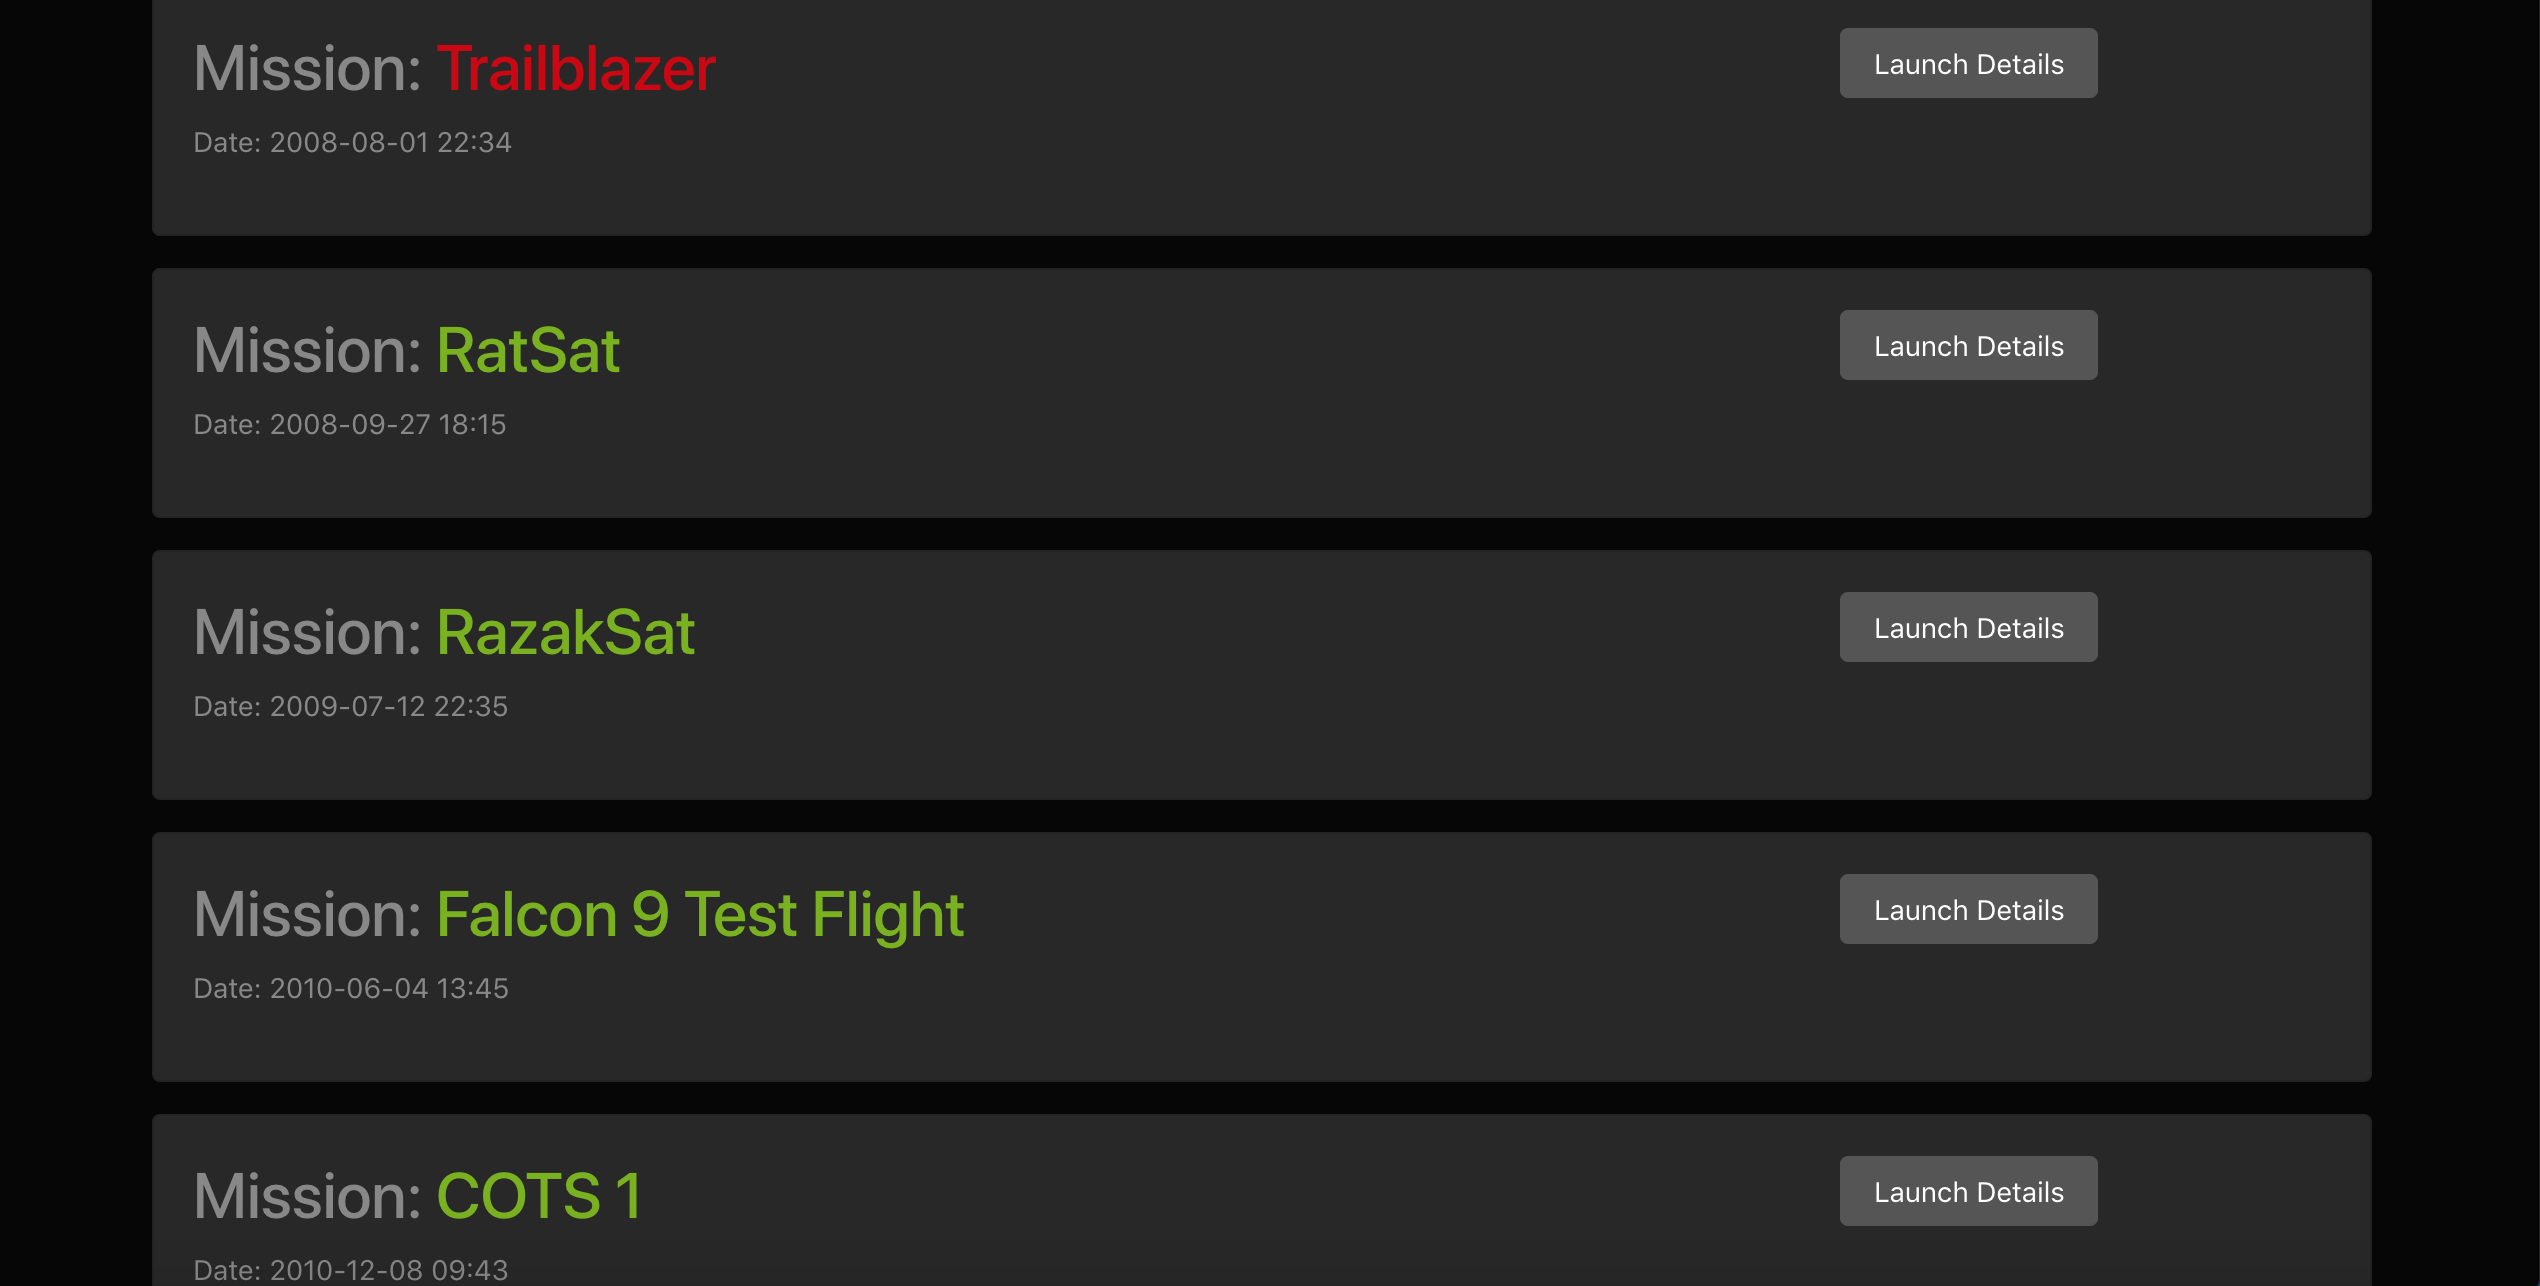 Mission: Trailblazer
Launch Details
Date: 2008-08-01 22:34
Mission: RatSat
Launch Details
Date: 2008-09-27 18:15
Mission: RazakSat
Launch Details
Date: 2009-07-12 22:35
Mission: Falcon 9 Test Flight
Launch Details
Date: 2010-06-04 13:45
Mission: COTS 1
Launch Details
Date: 2010-12-08 09:43